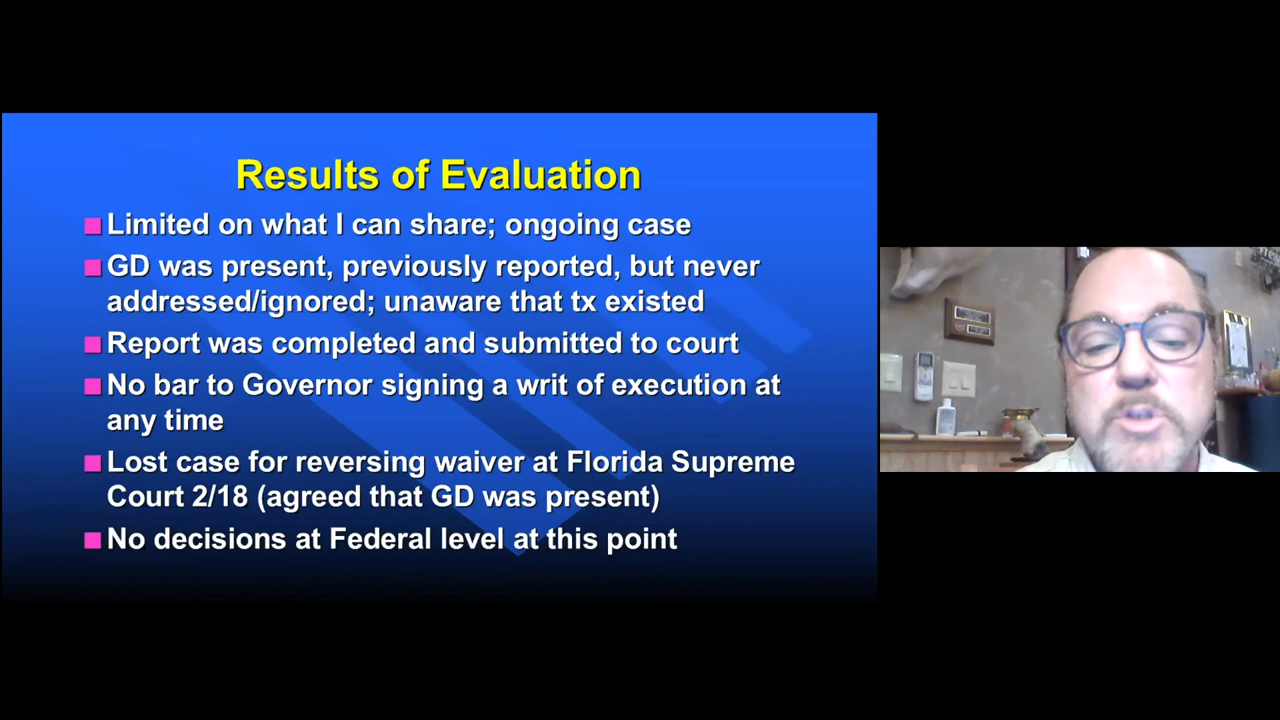 Results of Evaluation
Limited on what I can share; ongoing case
GD was present, previously reported, but never
addressed/ignored; unaware that tx existed
Report was completed and submitted to court
No bar to Governor signing a writ of execution at
any time
Lost case for reversing waiver at Florida Supreme
Court 2/18 (agreed that GD was present)
No decisions at Federal level at this point